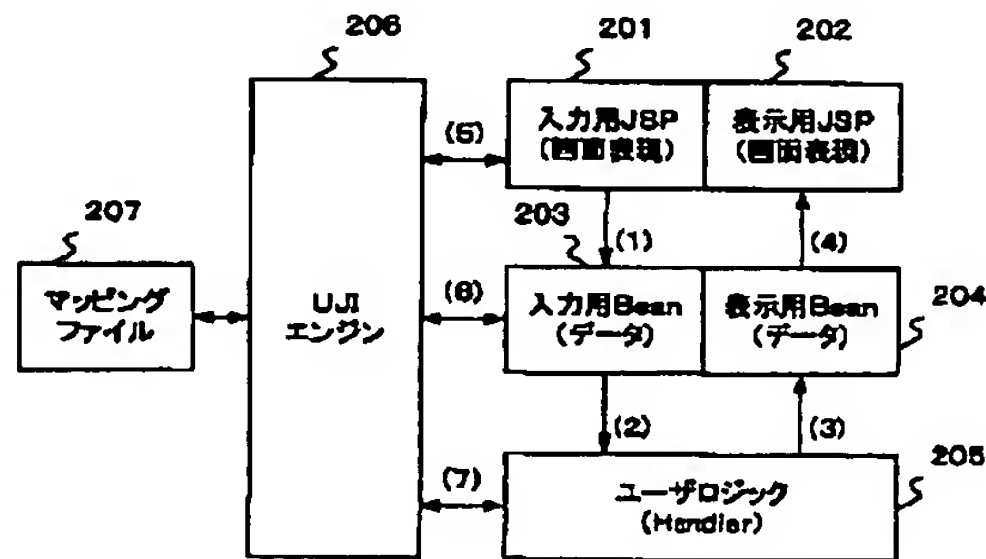 206
201
202
入力用JSP
(画面表現)
表示用JSP
(画面表現)
(5)
207
203
(1)
(4)
マッピング
ファイル
UJI
エンジン
(6)
入力用Bean
(データ)
表示用Bean
(データ)
204
(2)
(3)
205
(7)
ユーザロジック
(Handler)